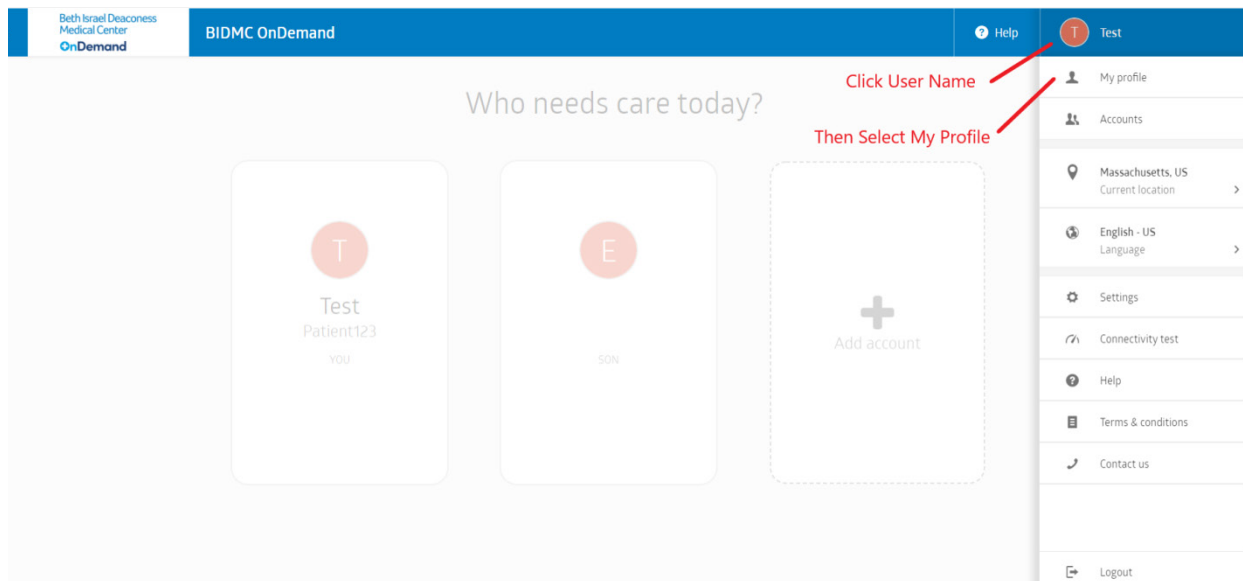 Beth Israel Deaconess
Medical Center
OnDemand
BIDMC OnDemand
Help
T
Test
Click User Name
My profile
Who needs care today?
Accounts
Then Select My Profile
Massachusetts, US
Current location
English - US
Language
T
Test
Patient123
YOU
E
SON
Add account
Settings
Connectivity test
Help
Terms & conditions
Contact us
Logout